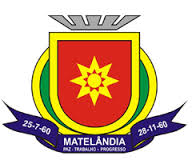 25-7-60
MATELÂNDIA
PAZ - TRABALHO - PROGRESSO
28-11-60